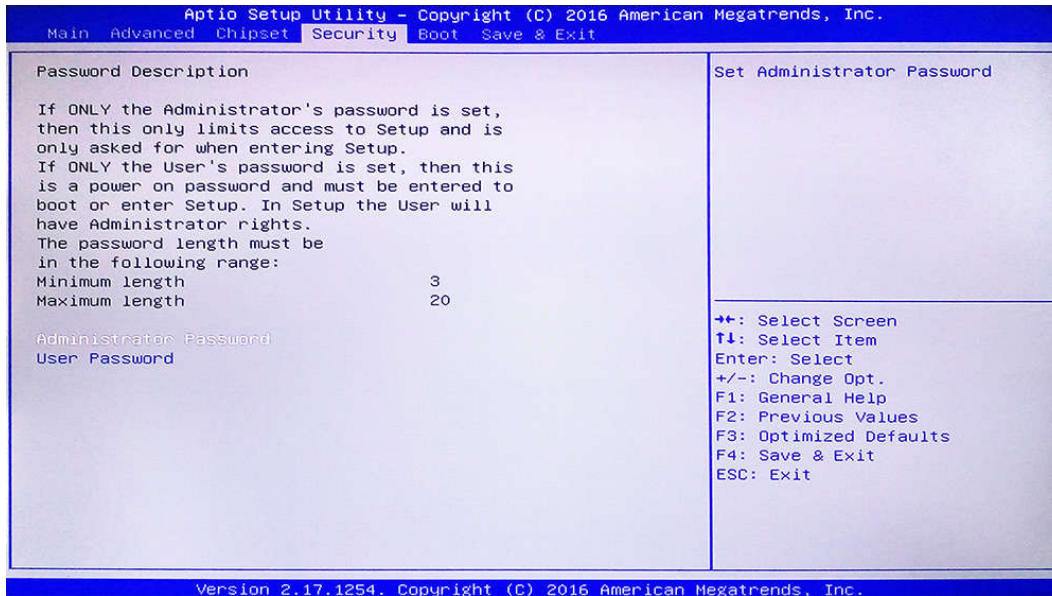 Aptio Setup Utility – Copyright (C) 2016 American Megatrends, Inc.
Main Advanced Chipset Security Boot Save & Exit
Password Description
If ONLY the Administrator's password is set,
then this only limits access to Setup and is
only asked for when entering Setup.
If ONLY the User's password is set, then this
is a power on password and must be entered to
boot or enter Setup. In Setup the User will
have Administrator rights.
The password length must be
in the following range:
Minimum length 3
Maximum length 20
Administrator Password
User Password
Set Administrator Password
→←: Select Screen
↑↓: Select Item
Enter: Select
+/-: Change Opt.
F1: General Help
F2: Previous Values
F3: Optimized Defaults
F4: Save & Exit
ESC: Exit
Version 2.17.1254. Copyright (C) 2016 American Megatrends, Inc.